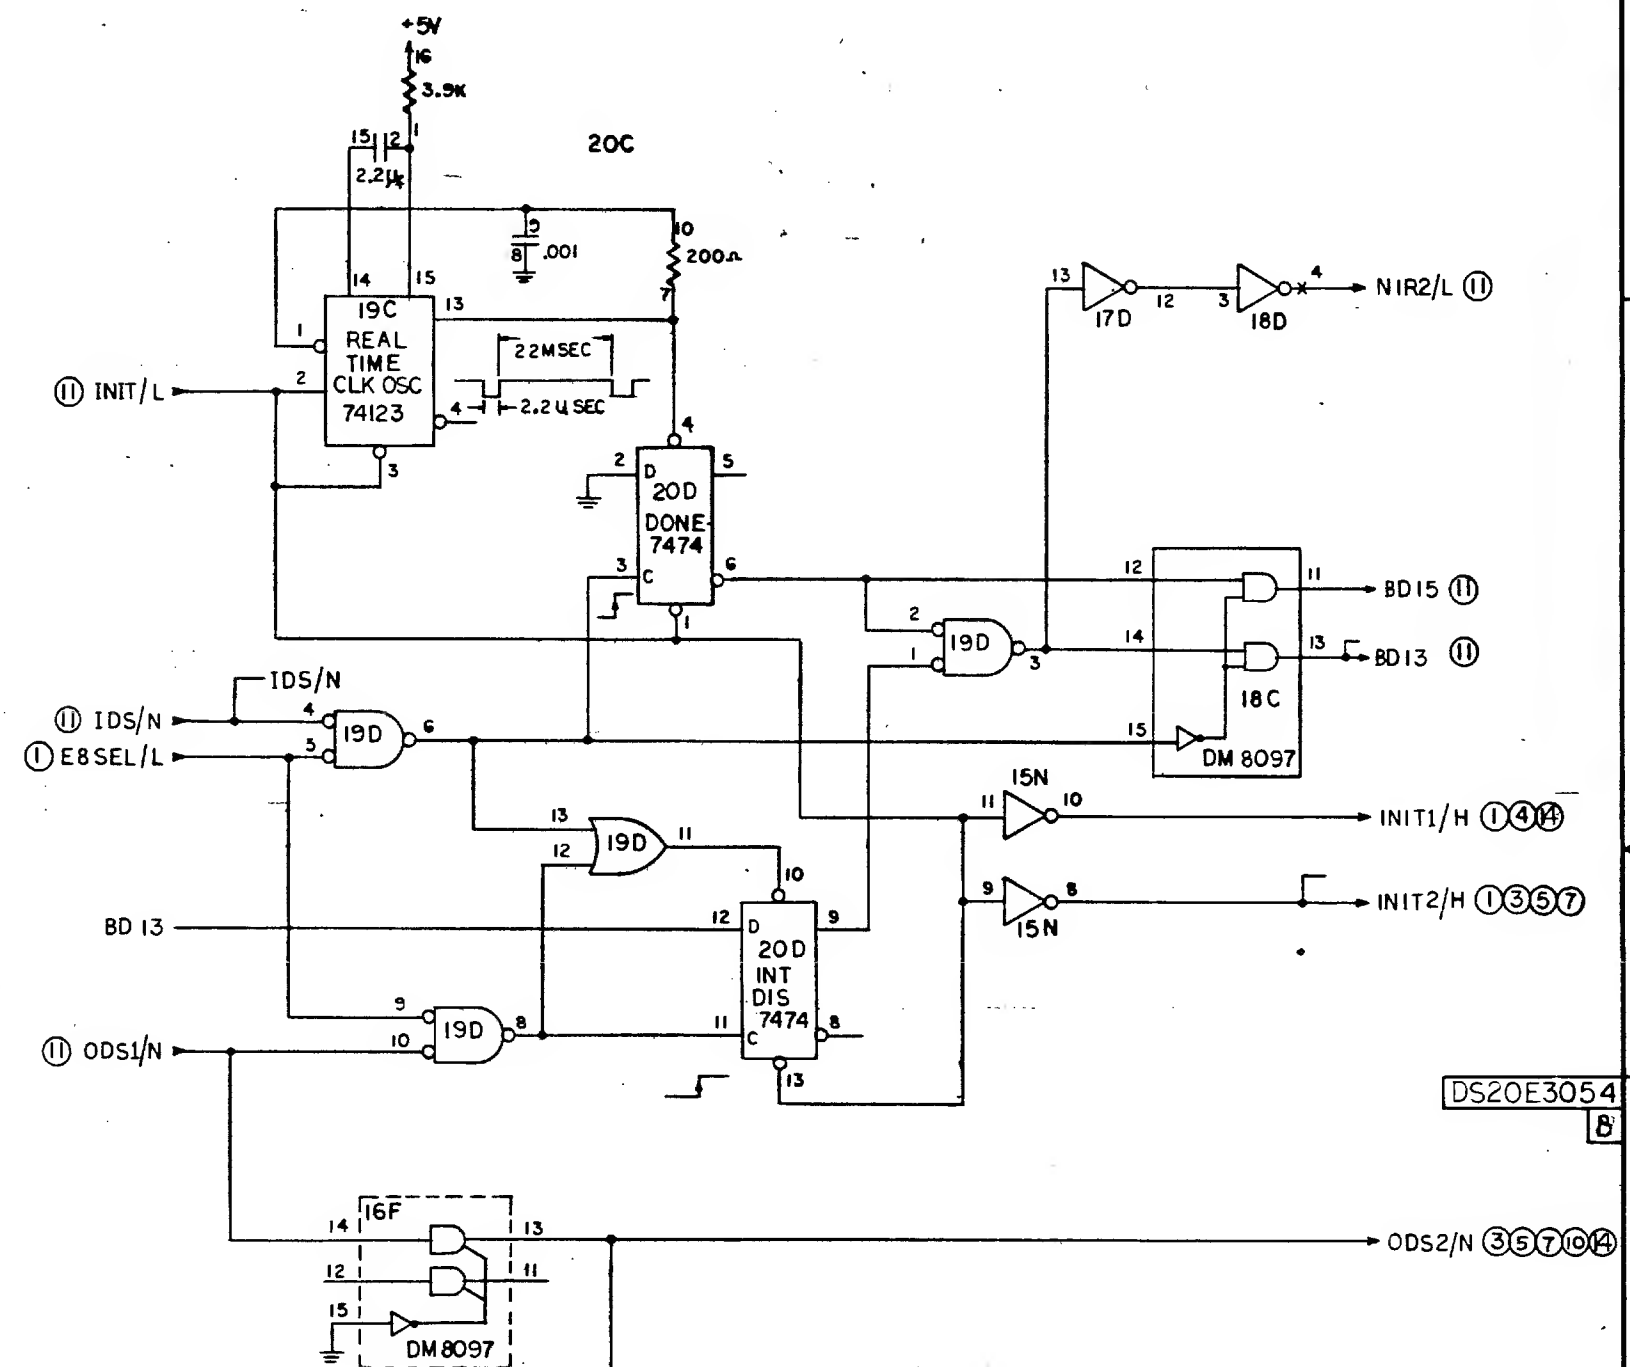 +5V
16
3.9K
1
15 2
2.2µf
20C
9
8 .001
10
200Ω
7
14 15
19C
13
1
REAL
TIME
CLK OSC
74123
2
4
3
22MSEC
2.2µSEC
11 INIT/L
4
2 D 5
20D
DONE
7474
3 C 6
1
13 17D 12 3 18D 4 NIR2/L 11
12 11 BD15 11
2
1
19D
3
14 13 BD13 11
18C
15
DM 8097
IDS/N
11 IDS/N 4
19D 6
1 E8SEL/L 5
13
12
19D 11
10
BD 13 12 D 9
20D
INT
DIS
7474
11 C 8
13
15N
11 10 INIT1/H 1 4 14
9 8 INIT2/H 1 3 5 7
15N
9
19D 8
11 ODS1/N 10
DS20E3054
B
16F
14 13 ODS2/N 3 5 7 10 14
12 11
15
DM 8097